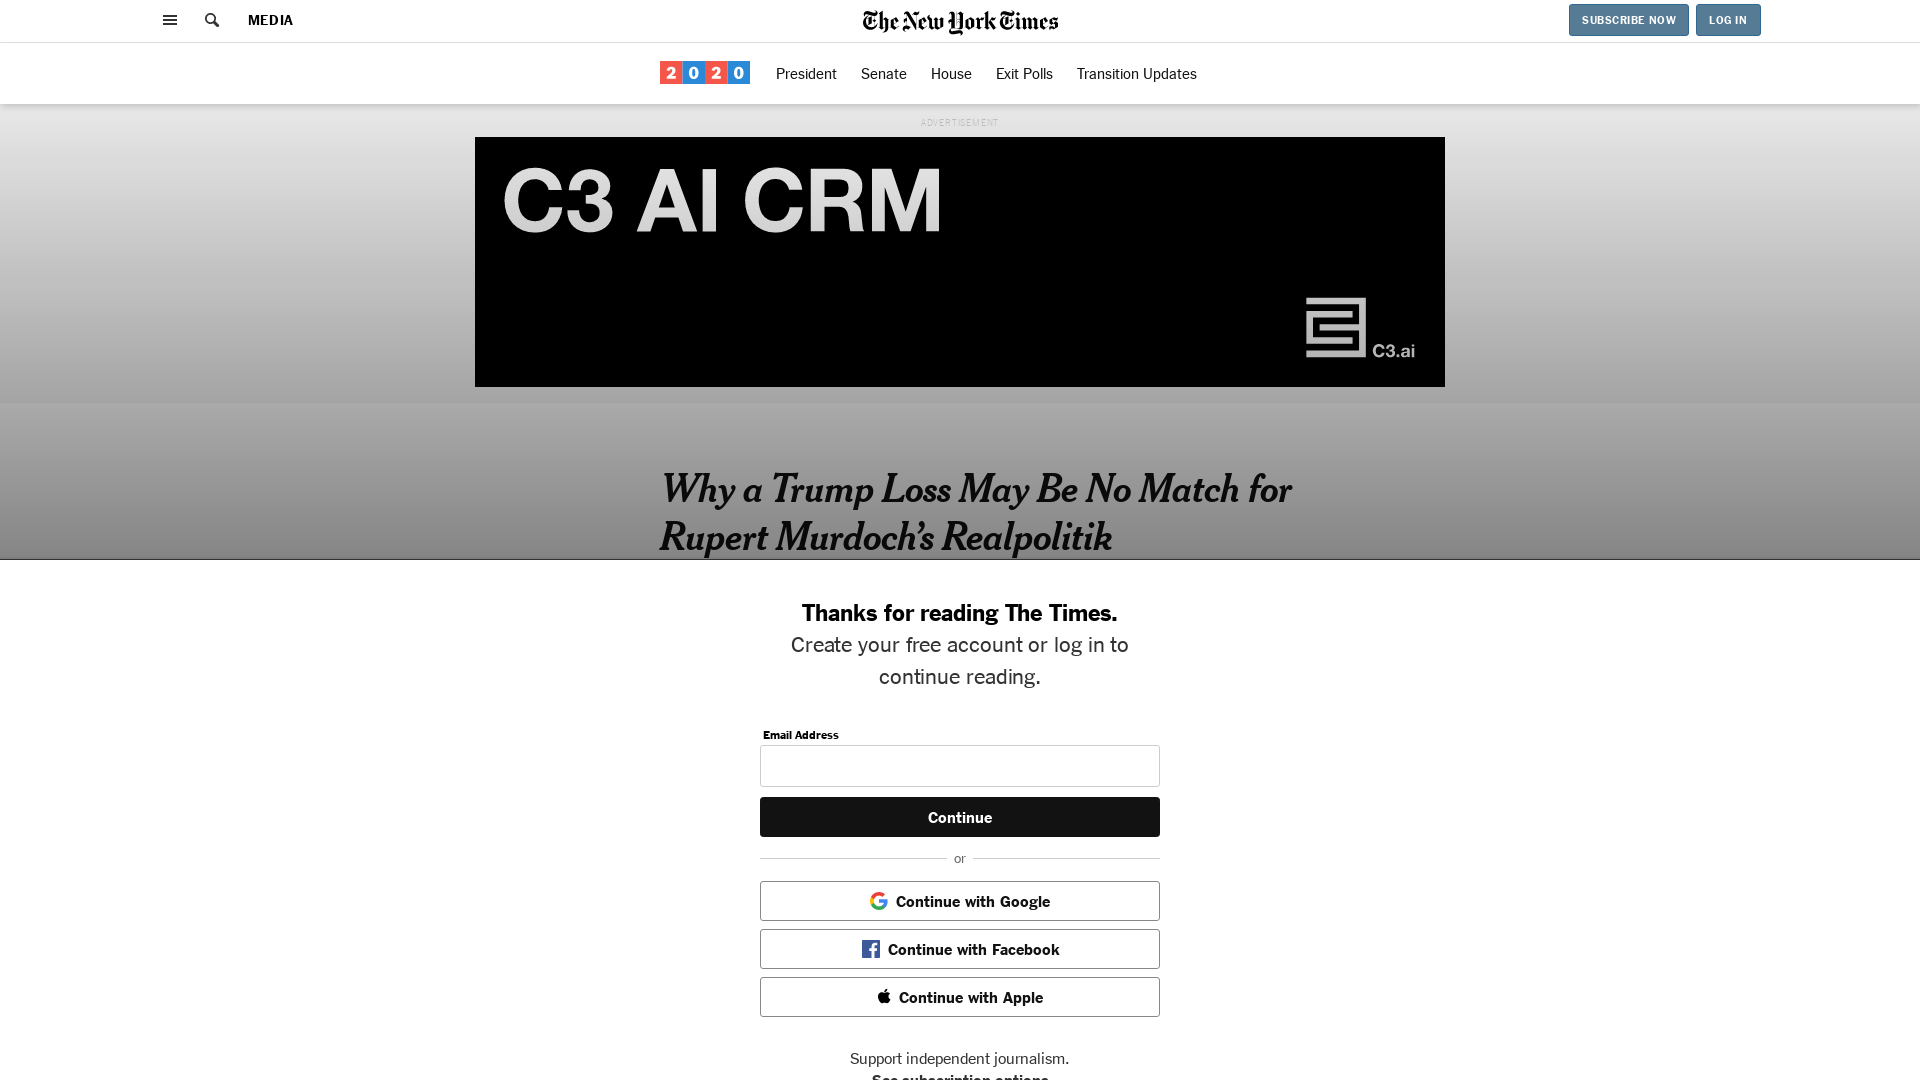 MEDIA
The New York Times
SUBSCRIBE NOW
LOG IN
2020
President
Senate
House
Exit Polls
Transition Updates
ADVERTISEMENT
C3 AI CRM
C3.ai
Why a Trump Loss May Be No Match for
Rupert Murdoch’s Realpolitik
Thanks for reading The Times.
Create your free account or log in to
continue reading.
Email Address
Continue
or
Continue with Google
Continue with Facebook
Continue with Apple
Support independent journalism.
See subscription options.